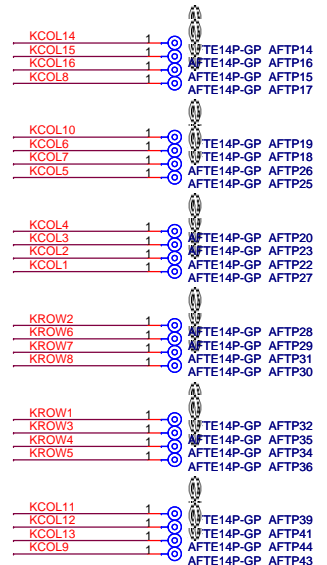 KCOL14 1 TE14P-GP AFTP14
KCOL15 1 AFTE14P-GP AFTP16
KCOL16 1 AFTE14P-GP AFTP15
KCOL8 1 AFTE14P-GP AFTP17
KCOL10 1 TE14P-GP AFTP19
KCOL6 1 AFTE14P-GP AFTP18
KCOL7 1 AFTE14P-GP AFTP26
KCOL5 1 AFTE14P-GP AFTP25
KCOL4 1 AFTE14P-GP AFTP20
KCOL3 1 AFTE14P-GP AFTP23
KCOL2 1 AFTE14P-GP AFTP22
KCOL1 1 AFTE14P-GP AFTP27
KROW2 1 AFTE14P-GP AFTP28
KROW6 1 AFTE14P-GP AFTP29
KROW7 1 AFTE14P-GP AFTP31
KROW8 1 AFTE14P-GP AFTP30
KROW1 1 TE14P-GP AFTP32
KROW3 1 AFTE14P-GP AFTP35
KROW4 1 AFTE14P-GP AFTP34
KROW5 1 AFTE14P-GP AFTP36
KCOL11 1 TE14P-GP AFTP39
KCOL12 1 TE14P-GP AFTP41
KCOL13 1 AFTE14P-GP AFTP44
KCOL9 1 AFTE14P-GP AFTP43